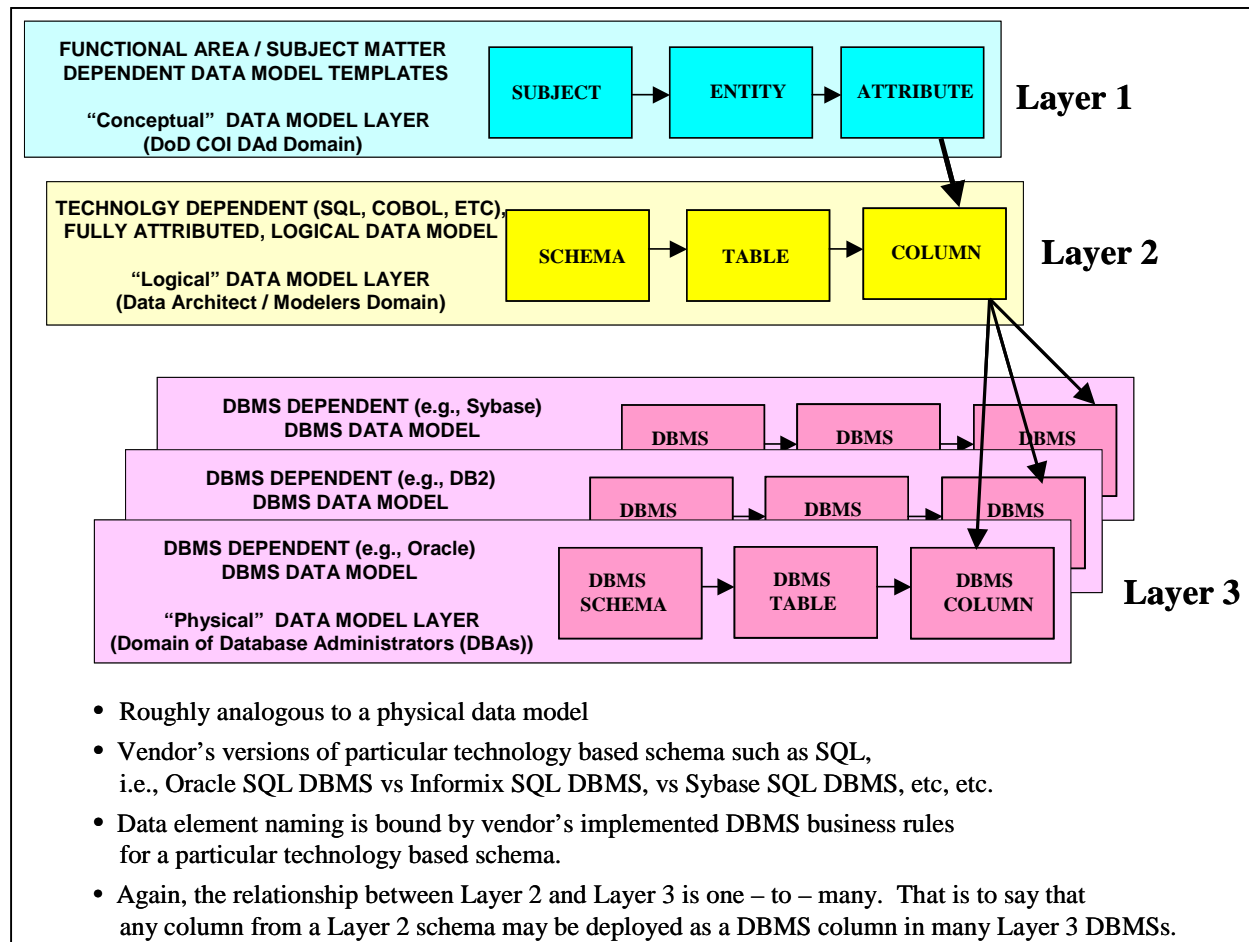 FUNCTIONAL AREA / SUBJECT MATTER
DEPENDENT DATA MODEL TEMPLATES
“Conceptual” DATA MODEL LAYER
(DoD COI DAd Domain)
SUBJECT
ENTITY
ATTRIBUTE
Layer 1
TECHNOLGY DEPENDENT (SQL, COBOL, ETC),
FULLY ATTRIBUTED, LOGICAL DATA MODEL
“Logical” DATA MODEL LAYER
(Data Architect / Modelers Domain)
SCHEMA
TABLE
COLUMN
Layer 2
DBMS DEPENDENT (e.g., Sybase)
DBMS DATA MODEL
DBMS
DBMS
DBMS
DBMS DEPENDENT (e.g., DB2)
DBMS DATA MODEL
DBMS
DBMS
DBMS
DBMS DEPENDENT (e.g., Oracle)
DBMS DATA MODEL
“Physical” DATA MODEL LAYER
(Domain of Database Administrators (DBAs))
DBMS
SCHEMA
DBMS
TABLE
DBMS
COLUMN
Layer 3
• Roughly analogous to a physical data model
• Vendor’s versions of particular technology based schema such as SQL,
i.e., Oracle SQL DBMS vs Informix SQL DBMS, vs Sybase SQL DBMS, etc, etc.
• Data element naming is bound by vendor’s implemented DBMS business rules
for a particular technology based schema.
• Again, the relationship between Layer 2 and Layer 3 is one – to – many. That is to say that
any column from a Layer 2 schema may be deployed as a DBMS column in many Layer 3 DBMSs.